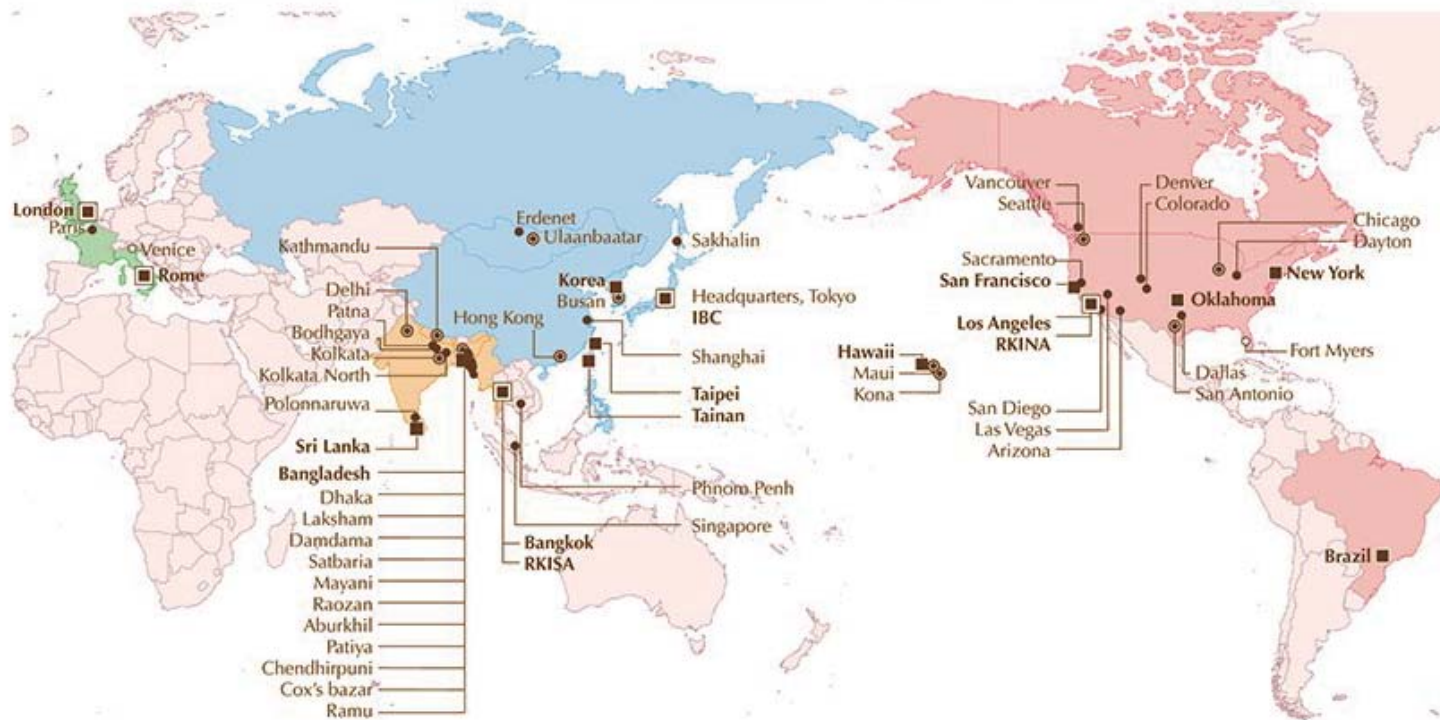 London
Paris
Venice
Rome
Kathmandu
Delhi
Patna
Bodhgaya
Kolkata
Kolkata North
Polonnaruwa
Sri Lanka
Bangladesh
Dhaka
Laksham
Damdama
Satbaria
Mayani
Raozan
Aburkhil
Patiya
Chendhirpuni
Cox's bazar
Ramu
Erdenet
Ulaanbaatar
Sakhalin
Korea
Busan
Headquarters, Tokyo
IBC
Hong Kong
Shanghai
Taipei
Tainan
Phnom Penh
Singapore
Bangkok
RKISA
Hawaii
Maui
Kona
Vancouver
Seattle
Sacramento
San Francisco
Los Angeles
RKINA
San Diego
Las Vegas
Arizona
Denver
Colorado
Chicago
Dayton
New York
Oklahoma
Fort Myers
Dallas
San Antonio
Brazil